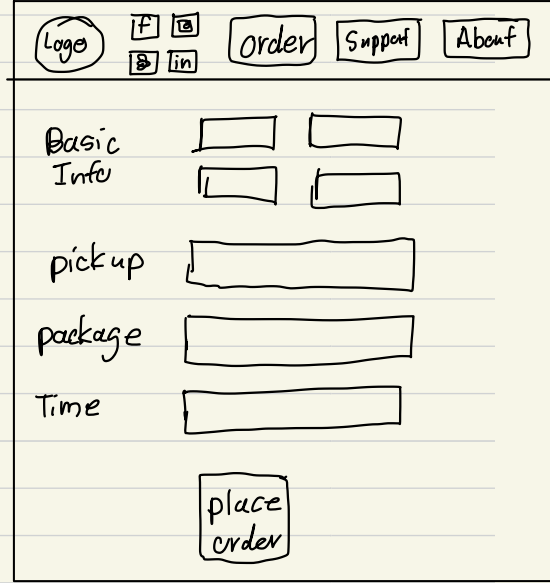 Logo
f
in
order
Support
About
Basic
Info
pickup
package
Time
place
order